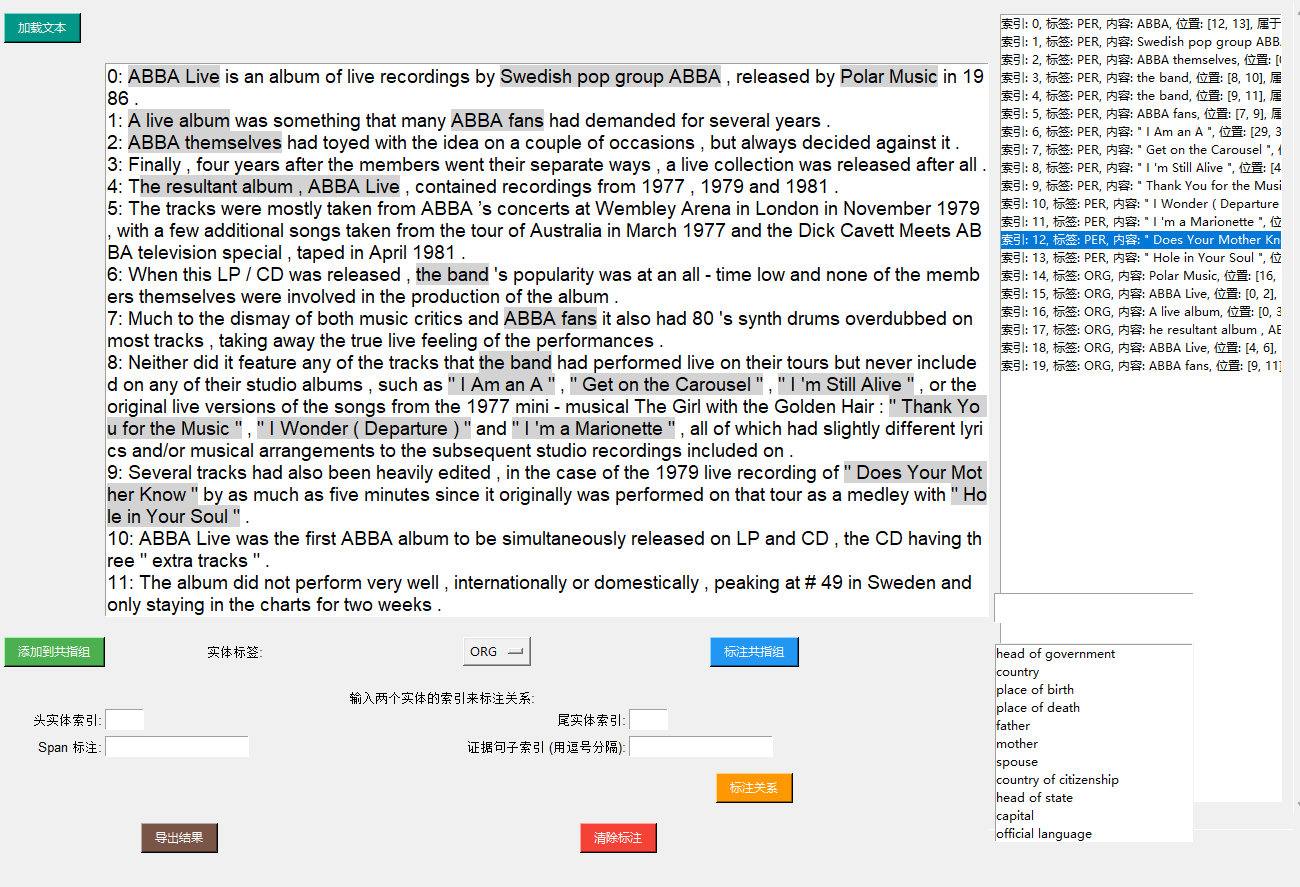 加载文本
0: ABBA Live is an album of live recordings by Swedish pop group ABBA , released by Polar Music in 19
86 .
1: A live album was something that many ABBA fans had demanded for several years .
2: ABBA themselves had toyed with the idea on a couple of occasions , but always decided against it .
3: Finally , four years after the members went their separate ways , a live collection was released after all .
4: The resultant album , ABBA Live , contained recordings from 1977 , 1979 and 1981 .
5: The tracks were mostly taken from ABBA ’s concerts at Wembley Arena in London in November 1979
, with a few additional songs taken from the tour of Australia in March 1977 and the Dick Cavett Meets AB
BA television special , taped in April 1981 .
6: When this LP / CD was released , the band 's popularity was at an all - time low and none of the memb
ers themselves were involved in the production of the album .
7: Much to the dismay of both music critics and ABBA fans it also had 80 's synth drums overdubbed on
most tracks , taking away the true live feeling of the performances .
8: Neither did it feature any of the tracks that the band had performed live on their tours but never include
d on any of their studio albums , such as " I Am an A " , " Get on the Carousel " , " I 'm Still Alive " , or the
original live versions of the songs from the 1977 mini - musical The Girl with the Golden Hair : " Thank Yo
u for the Music " , " I Wonder ( Departure ) " and " I 'm a Marionette " , all of which had slightly different lyri
cs and/or musical arrangements to the subsequent studio recordings included on .
9: Several tracks had also been heavily edited , in the case of the 1979 live recording of " Does Your Mot
her Know " by as much as five minutes since it originally was performed on that tour as a medley with " Ho
le in Your Soul " .
10: ABBA Live was the first ABBA album to be simultaneously released on LP and CD , the CD having th
ree " extra tracks " .
11: The album did not perform very well , internationally or domestically , peaking at # 49 in Sweden and
only staying in the charts for two weeks .
索引: 0, 标签: PER, 内容: ABBA, 位置: [12, 13], 属于
索引: 1, 标签: PER, 内容: Swedish pop group ABB
索引: 2, 标签: PER, 内容: ABBA themselves, 位置: [
索引: 3, 标签: PER, 内容: the band, 位置: [8, 10], 属
索引: 4, 标签: PER, 内容: the band, 位置: [9, 11], 属
索引: 5, 标签: PER, 内容: ABBA fans, 位置: [7, 9], 属
索引: 6, 标签: PER, 内容: " I Am an A ", 位置: [29, 3
索引: 7, 标签: PER, 内容: " Get on the Carousel ",
索引: 8, 标签: PER, 内容: " I 'm Still Alive ", 位置: [4
索引: 9, 标签: PER, 内容: " Thank You for the Musi
索引: 10, 标签: PER, 内容: " I Wonder ( Departure
索引: 11, 标签: PER, 内容: " I 'm a Marionette ", 位
索引: 12, 标签: PER, 内容: " Does Your Mother Kn
索引: 13, 标签: PER, 内容: " Hole in Your Soul ", 位
索引: 14, 标签: ORG, 内容: Polar Music, 位置: [16,
索引: 15, 标签: ORG, 内容: ABBA Live, 位置: [0, 2],
索引: 16, 标签: ORG, 内容: A live album, 位置: [0, 3
索引: 17, 标签: ORG, 内容: he resultant album , AB
索引: 18, 标签: ORG, 内容: ABBA Live, 位置: [4, 6],
索引: 19, 标签: ORG, 内容: ABBA fans, 位置: [9, 11]
添加到共指组
实体标签:
ORG
标注共指组
输入两个实体的索引来标注关系:
头实体索引:
尾实体索引:
Span 标注:
证据句子索引 (用逗号分隔):
标注关系
导出结果
清除标注
head of government
country
place of birth
place of death
father
mother
spouse
country of citizenship
head of state
capital
official language